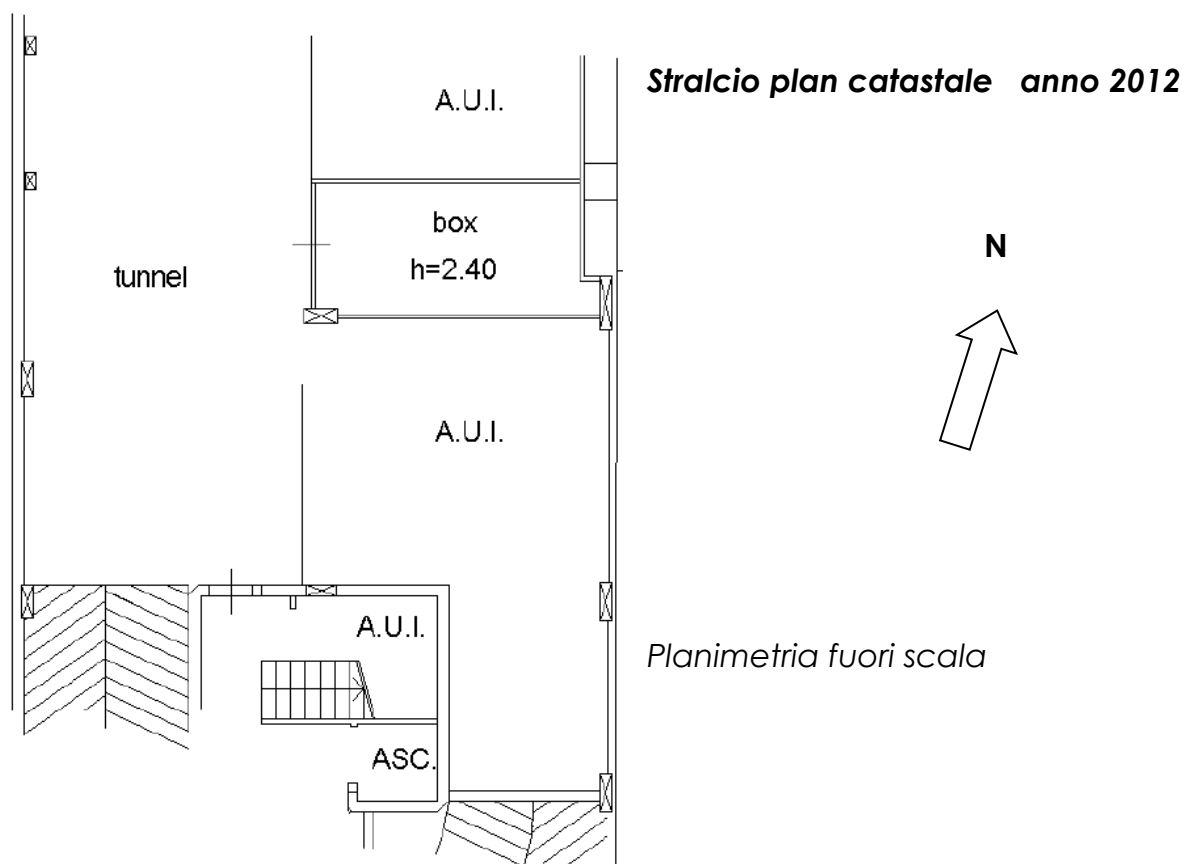 Stralcio plan catastale anno 2012
A.U.I.
box
h=2.40
tunnel
N
A.U.I.
A.U.I.
Planimetria fuori scala
ASC.